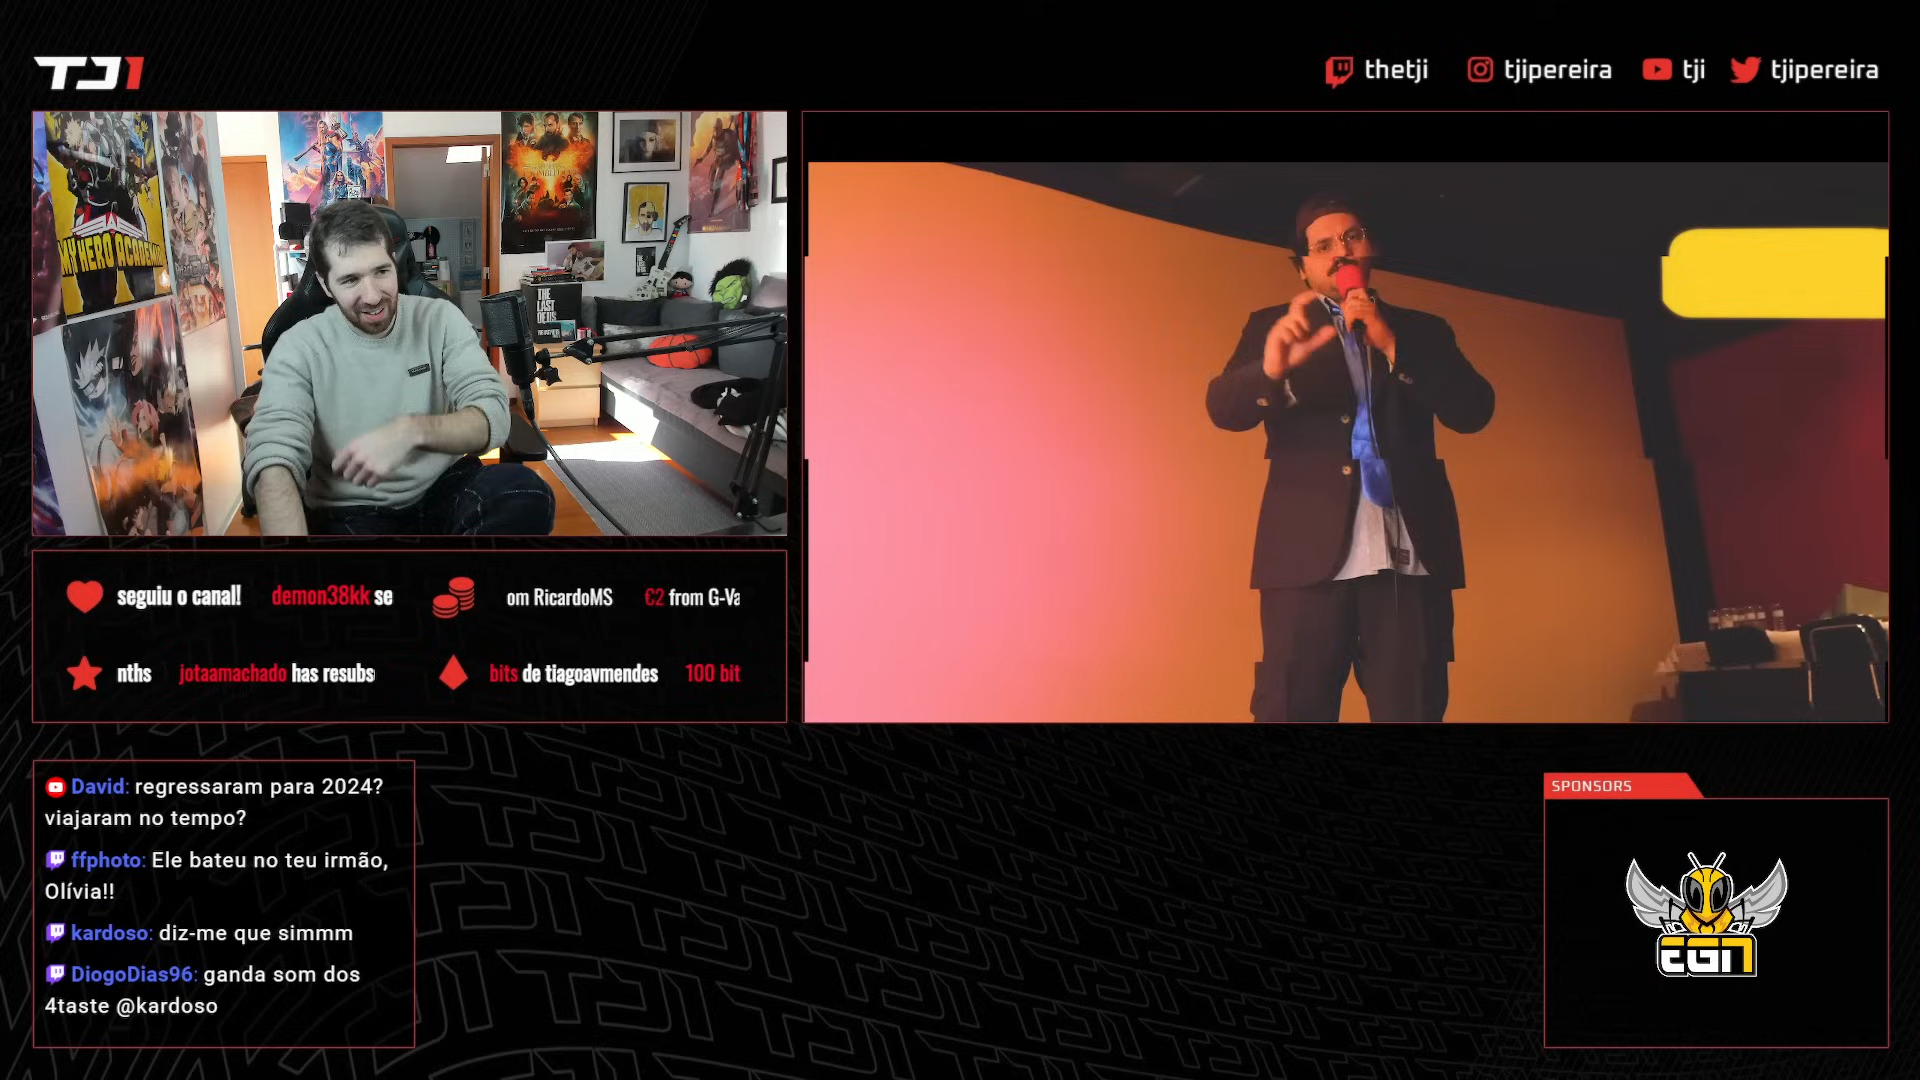 TJI
thetji
tjipereira
tji
tjipereira
MY HERO ACADEMIA
THE
LAST
OF US
seguiu o canal! demon38kk se
om RicardoMS €2 from G-Va
nths jotaamachado has resubs
bits de tiagoavmendes 100 bit
David: regressaram para 2024?
viajaram no tempo?
ffphoto: Ele bateu no teu irmão,
Olívia!!
kardoso: diz-me que simmm
DiogoDias96: ganda som dos
4taste @kardoso
SPONSORS
EGN